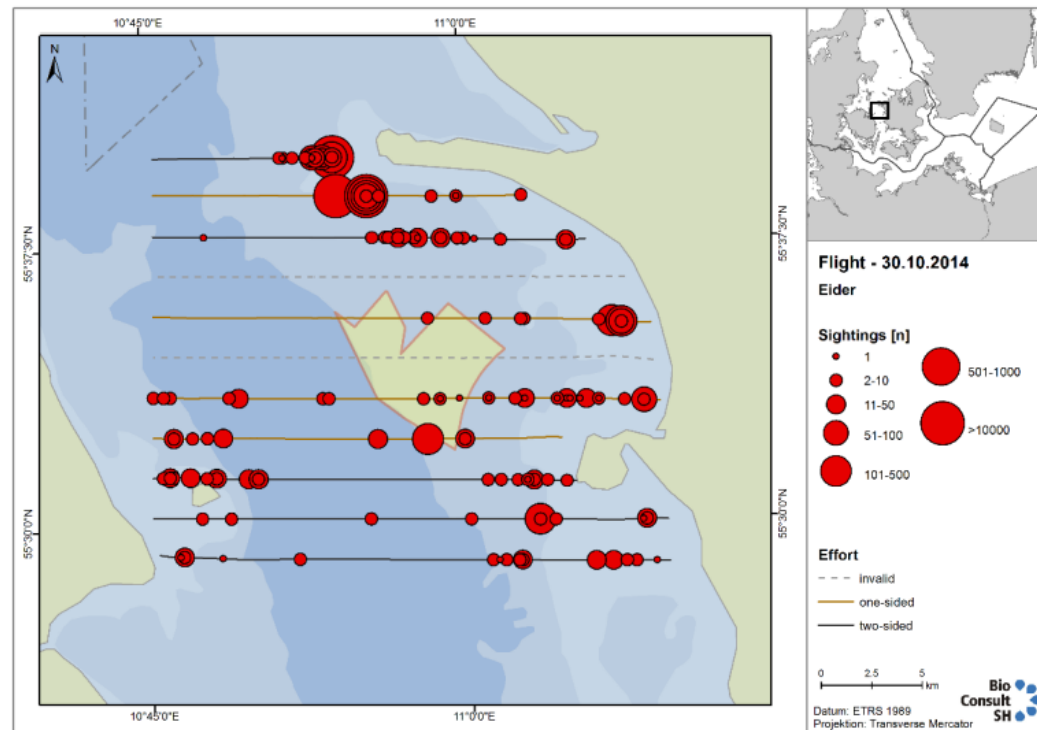 10°45'0"E
11°0'0"E
N
55°37'30"N
55°37'30"N
55°30'0"N
55°30'0"N
10°45'0"E
11°0'0"E
Flight - 30.10.2014
Eider
Sightings [n]
1
2-10
11-50
51-100
101-500
501-1000
>10000
Effort
invalid
one-sided
two-sided
0 2.5 5
km
Datum: ETRS 1989
Projektion: Transverse Mercator
Bio
Consult
SH